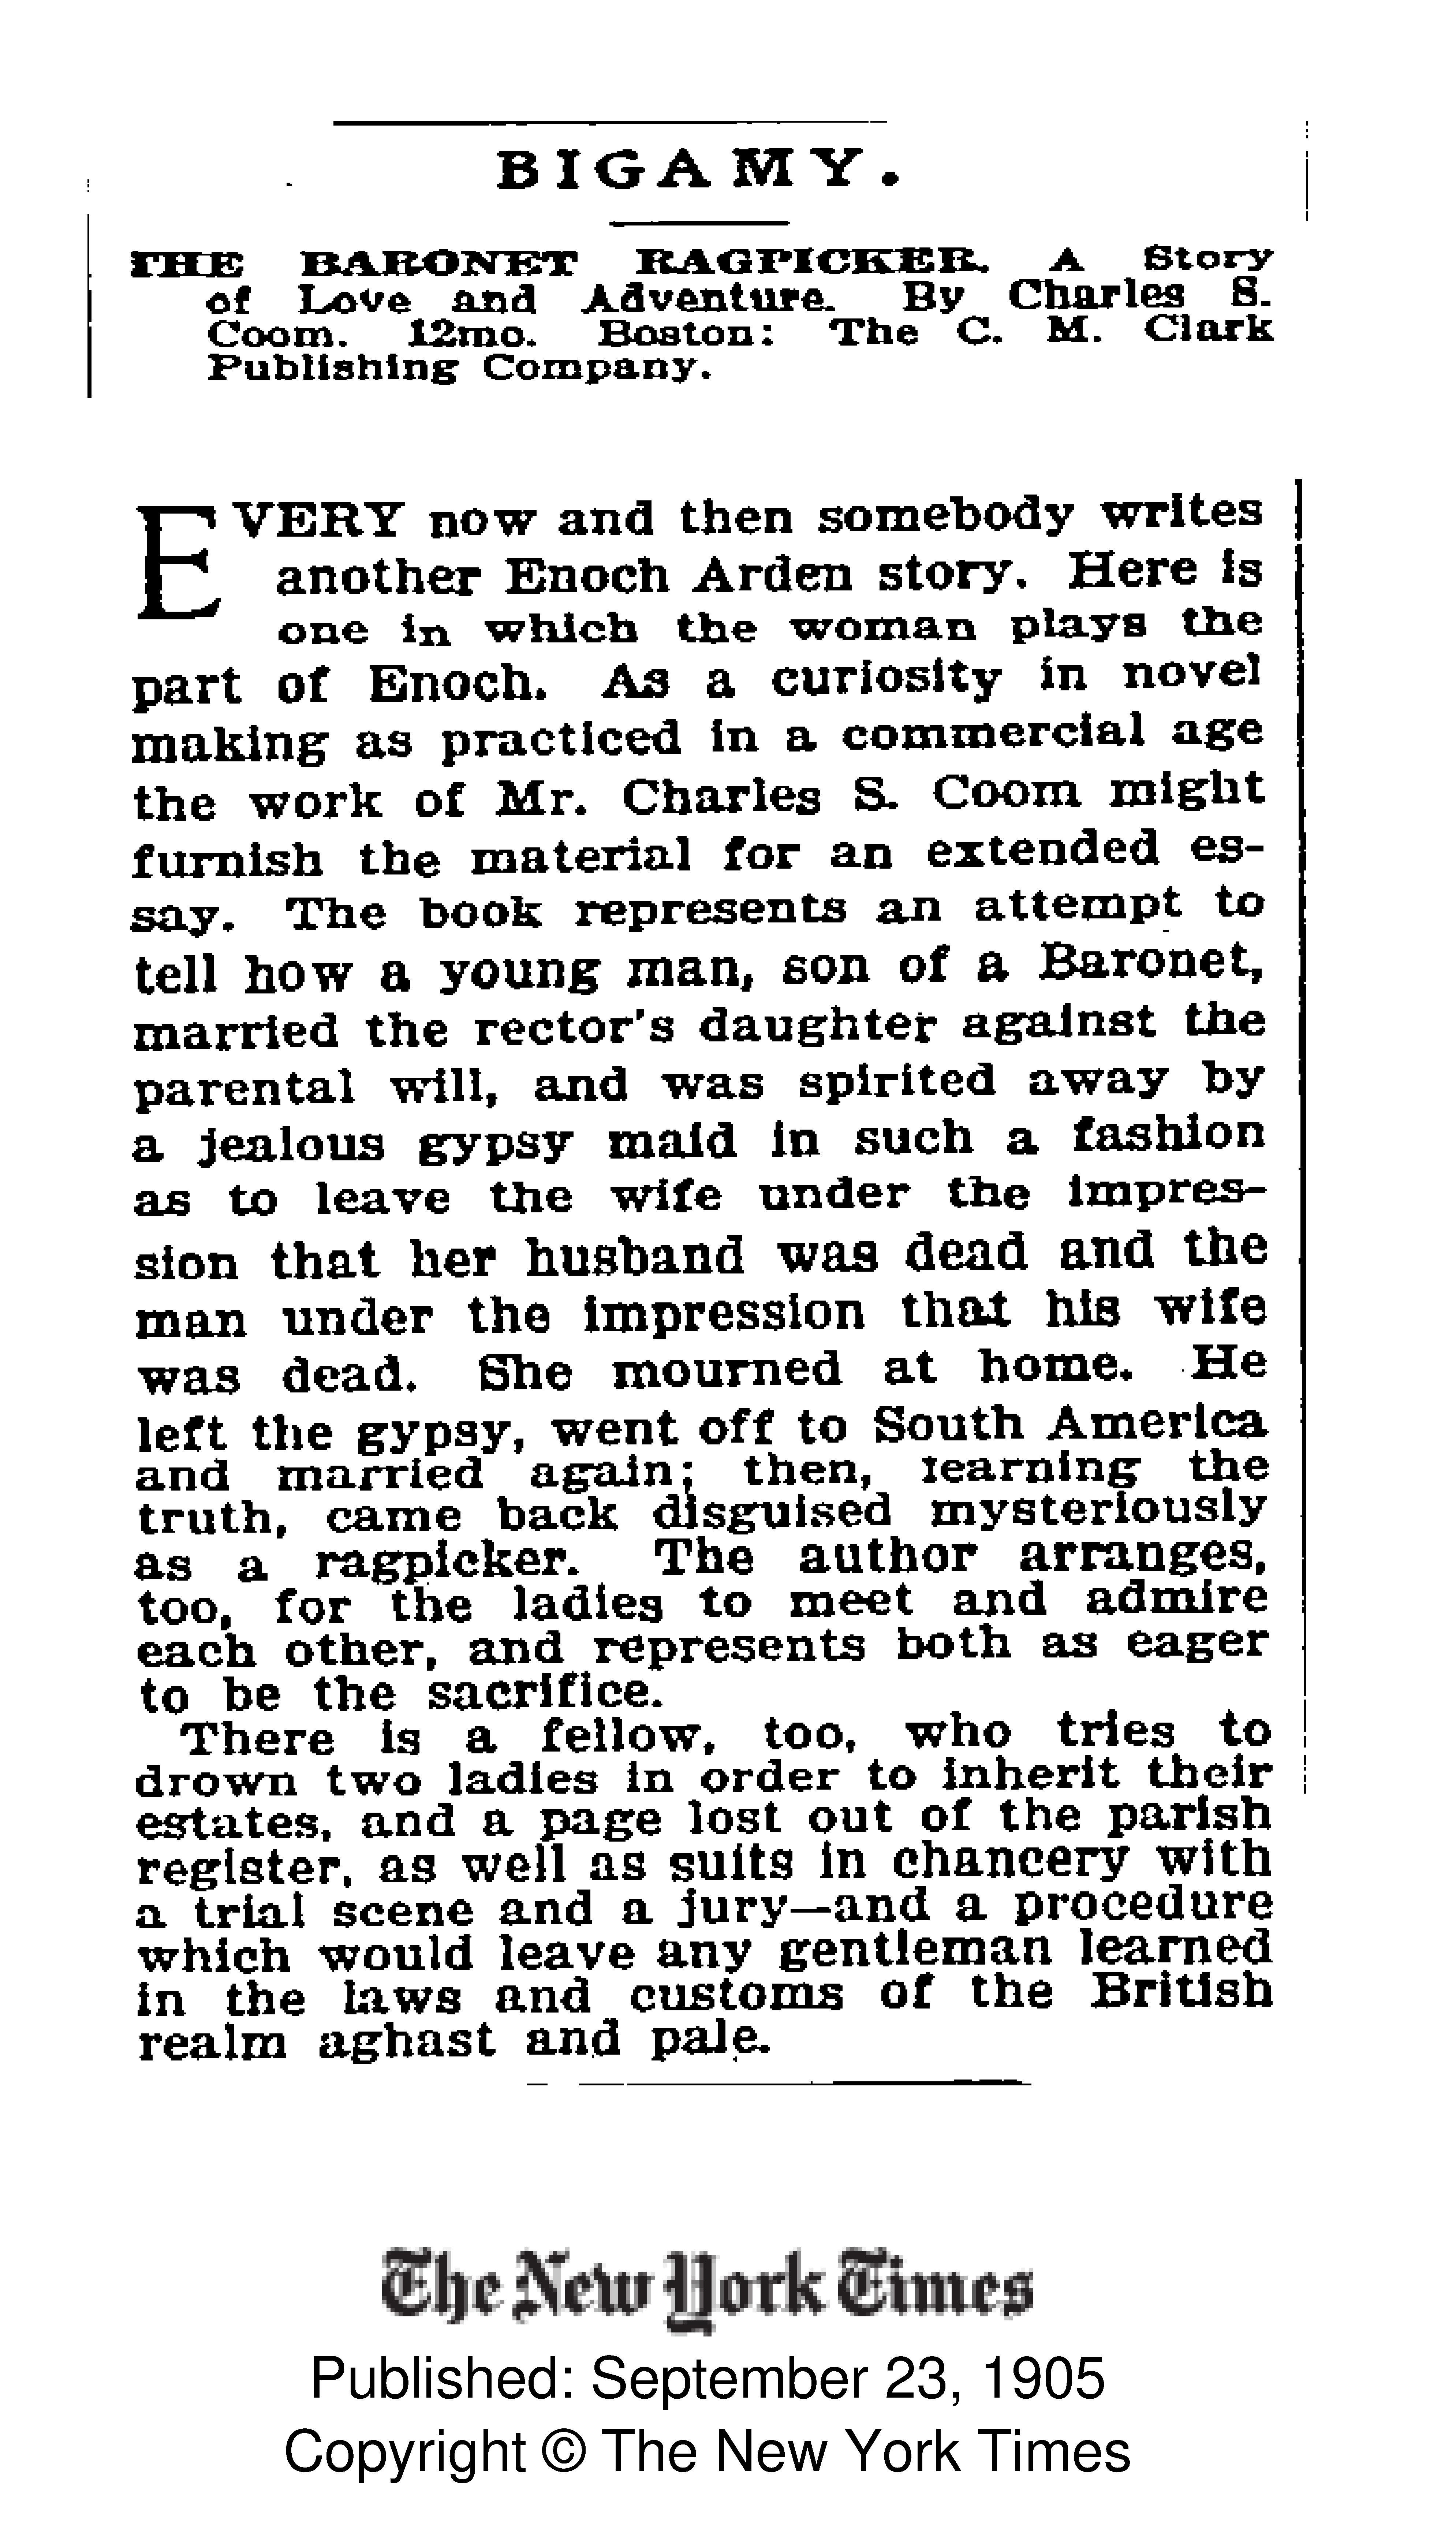 BIGAMY.
THE BARONET RAGPICKER. A Story
of Love and Adventure. By Charles S.
Coom. 12mo. Boston: The C. M. Clark
Publishing Company.
EVERY now and then somebody writes
another Enoch Arden story. Here is
one in which the woman plays the
part of Enoch. As a curiosity in novel
making as practiced in a commercial age
the work of Mr. Charles S. Coom might
furnish the material for an extended es-
say. The book represents an attempt to
tell how a young man, son of a Baronet,
married the rector's daughter against the
parental will, and was spirited away by
a jealous gypsy maid in such a fashion
as to leave the wife under the impres-
sion that her husband was dead and the
man under the impression that his wife
was dead. She mourned at home. He
left the gypsy, went off to South America
and married again; then, learning the
truth, came back disguised mysteriously
as a ragpicker. The author arranges,
too, for the ladies to meet and admire
each other, and represents both as eager
to be the sacrifice.
There is a fellow, too, who tries to
drown two ladies in order to inherit their
estates, and a page lost out of the parish
register, as well as suits in chancery with
a trial scene and a jury—and a procedure
which would leave any gentleman learned
in the laws and customs of the British
realm aghast and pale.
The New York Times
Published: September 23, 1905
Copyright © The New York Times